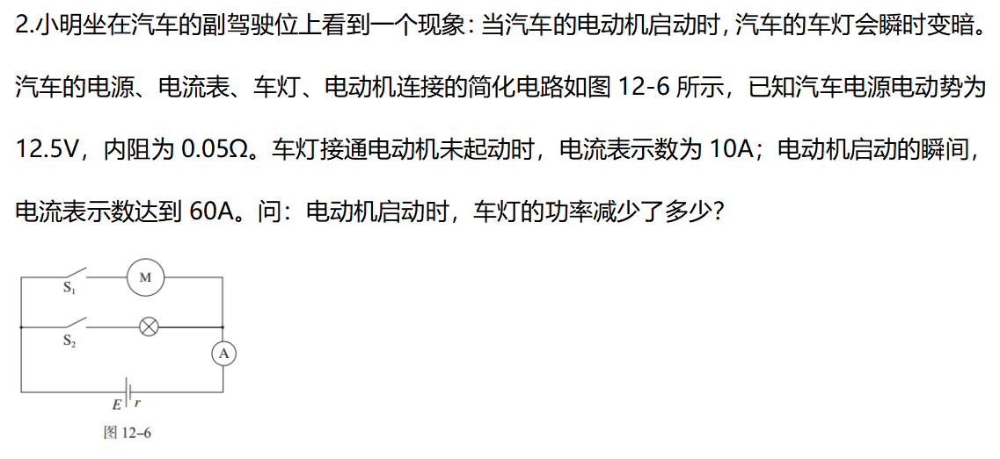 2.小明坐在汽车的副驾驶位上看到一个现象：当汽车的电动机启动时，汽车的车灯会瞬时变暗。
汽车的电源、电流表、车灯、电动机连接的简化电路如图 12-6 所示，已知汽车电源电动势为
12.5V，内阻为 0.05Ω。车灯接通电动机未起动时，电流表示数为 10A；电动机启动的瞬间，
电流表示数达到 60A。问：电动机启动时，车灯的功率减少了多少？
M
S₁
S₂
A
E r
图 12–6